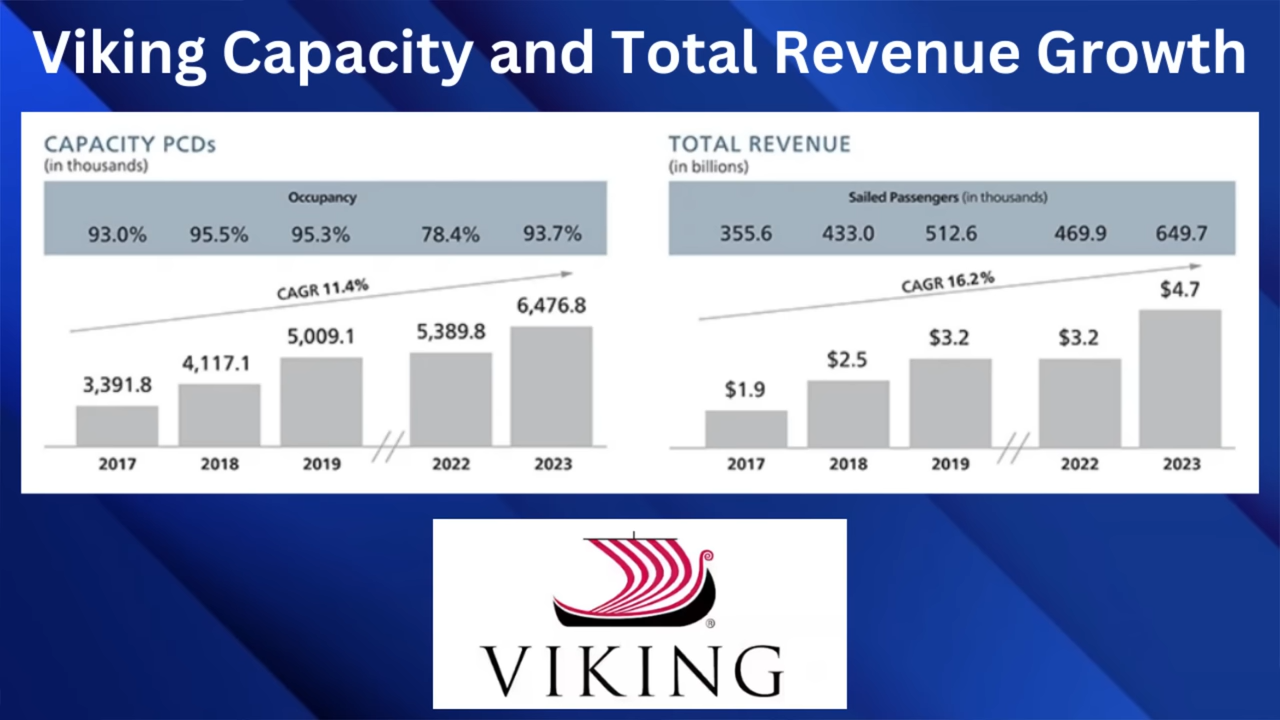 Viking Capacity and Total Revenue Growth
CAPACITY PCDs
(in thousands)
Occupancy
93.0% 95.5% 95.3% 78.4% 93.7%
CAGR 11.4%
3,391.8 4,117.1 5,009.1 5,389.8 6,476.8
2017 2018 2019 // 2022 2023
TOTAL REVENUE
(in billions)
Sailed Passengers (in thousands)
355.6 433.0 512.6 469.9 649.7
CAGR 16.2%
$1.9 $2.5 $3.2 $3.2 $4.7
2017 2018 2019 // 2022 2023
®
VIKING